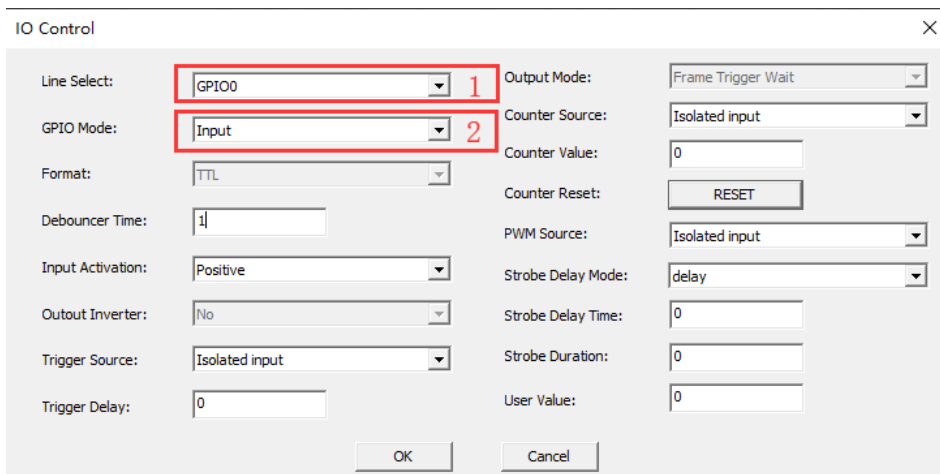 IO Control
Line Select: GPIO0 1
GPIO Mode: Input 2
Format: TTL
Debouncer Time: 1
Input Activation: Positive
Outout Inverter: No
Trigger Source: Isolated input
Trigger Delay: 0
Output Mode: Frame Trigger Wait
Counter Source: Isolated input
Counter Value: 0
Counter Reset: RESET
PWM Source: Isolated input
Strobe Delay Mode: delay
Strobe Delay Time: 0
Strobe Duration: 0
User Value: 0
OK Cancel